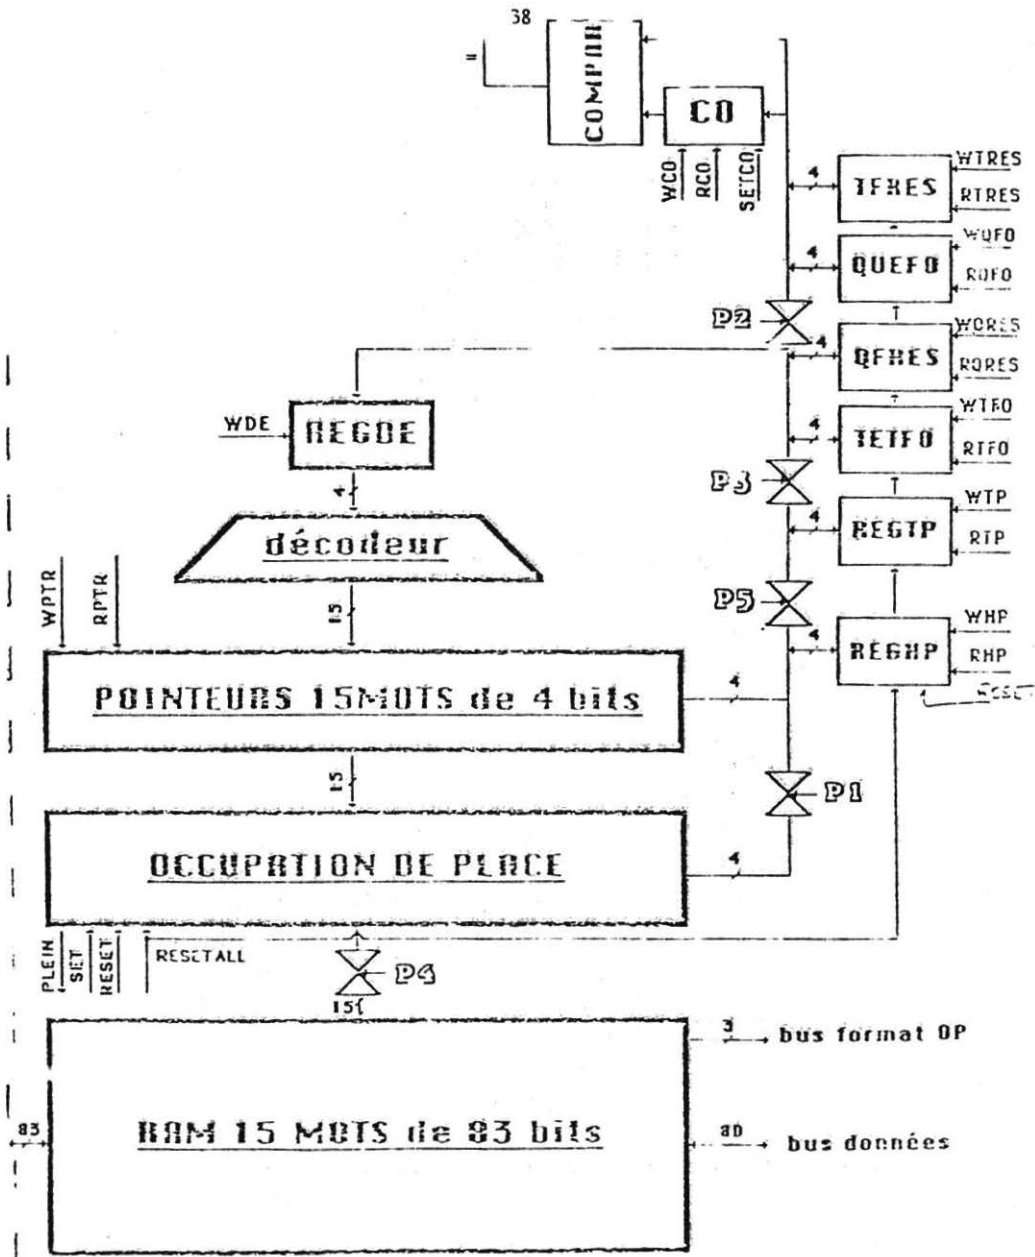 38
=
COMPAR
CO
WCO
RCO
SETCO
4
TFRES
WTRES
RTRES
4
QUEFO
WQFO
RQFO
P2
4
QFRES
WQRES
RQRES
WDE
REGDE
4
TETFO
WTFO
RTFO
P3
4
décodeur
4
REGTP
WTP
RTP
WPTR
RPTR
15
P5
4
REGHP
WHP
RHP
POINTEURS 15MOTS de 4 bits
4
15
P1
OCCUPATION DE PLACE
4
PLEIN
SET
RESET
RESETALL
P4
15
3
bus format OP
83
RAM 15 MOTS de 83 bits
80
bus données